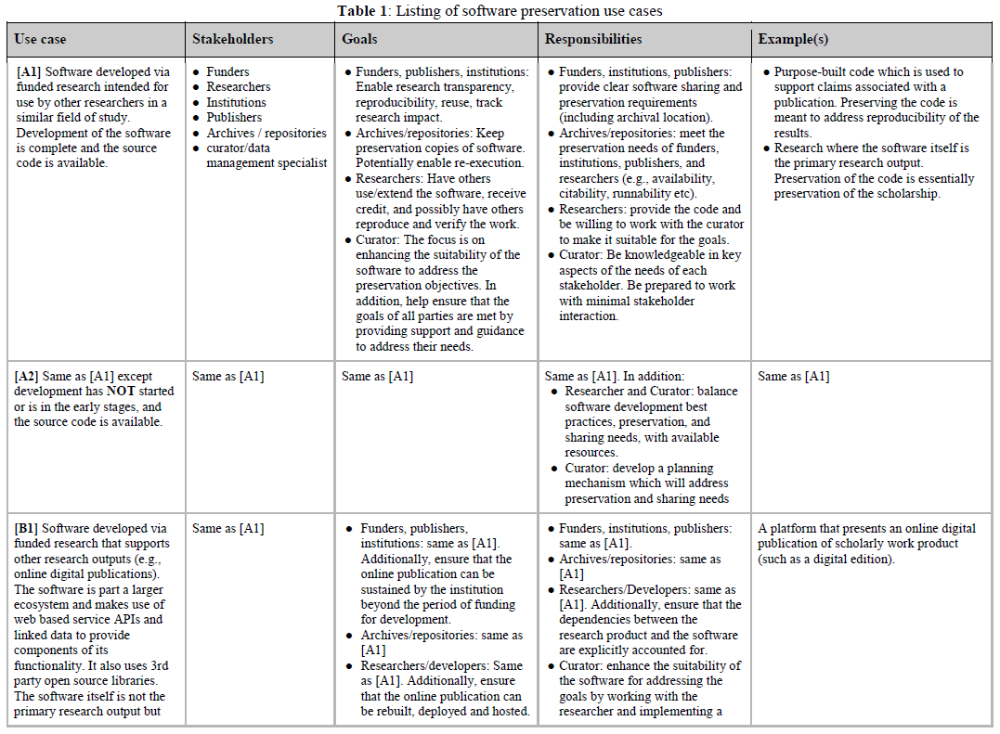 Table 1: Listing of software preservation use cases
Use case
Stakeholders
Goals
Responsibilities
Example(s)
[A1] Software developed via
funded research intended for
use by other researchers in a
similar field of study.
Development of the software
is complete and the source
code is available.
● Funders
● Researchers
● Institutions
● Publishers
● Archives / repositories
● curator/data
management specialist
● Funders, publishers, institutions:
Enable research transparency,
reproducibility, reuse, track
research impact.
● Archives/repositories: Keep
preservation copies of software.
Potentially enable re-execution.
● Researchers: Have others
use/extend the software, receive
credit, and possibly have others
reproduce and verify the work.
● Curator: The focus is on
enhancing the suitability of the
software to address the
preservation objectives. In
addition, help ensure that the
goals of all parties are met by
providing support and guidance
to address their needs.
● Funders, institutions, publishers:
provide clear software sharing and
preservation requirements
(including archival location).
● Archives/repositories: meet the
preservation needs of funders,
institutions, publishers, and
researchers (e.g., availability,
citability, runnability etc).
● Researchers: provide the code and
be willing to work with the curator
to make it suitable for the goals.
● Curator: Be knowledgeable in key
aspects of the needs of each
stakeholder. Be prepared to work
with minimal stakeholder
interaction.
● Purpose-built code which is used to
support claims associated with a
publication. Preserving the code is
meant to address reproducibility of the
results.
● Research where the software itself is
the primary research output.
Preservation of the code is essentially
preservation of the scholarship.
[A2] Same as [A1] except
development has NOT started
or is in the early stages, and
the source code is available.
Same as [A1]
Same as [A1]
Same as [A1]. In addition:
● Researcher and Curator: balance
software development best
practices, preservation, and
sharing needs, with available
resources.
● Curator: develop a planning
mechanism which will address
preservation and sharing needs
Same as [A1]
[B1] Software developed via
funded research that supports
other research outputs (e.g.,
online digital publications).
The software is part a larger
ecosystem and makes use of
web based service APIs and
linked data to provide
components of its
functionality. It also uses 3rd
party open source libraries.
The software itself is not the
primary research output but
Same as [A1]
● Funders, publishers,
institutions: same as [A1].
Additionally, ensure that the
online publication can be
sustained by the institution
beyond the period of funding
for development.
● Archives/repositories: same as
[A1]
● Researchers/developers: Same
as [A1]. Additionally, ensure
that the online publication can
be rebuilt, deployed and hosted.
● Funders, institutions, publishers:
same as [A1].
● Archives/repositories: same as
[A1]
● Researchers/Developers: same as
[A1]. Additionally, ensure that the
dependencies between the
research product and the software
are explicitly accounted for.
● Curator: enhance the suitability of
the software for addressing the
goals by working with the
researcher and implementing a
A platform that presents an online digital
publication of scholarly work product
(such as a digital edition).